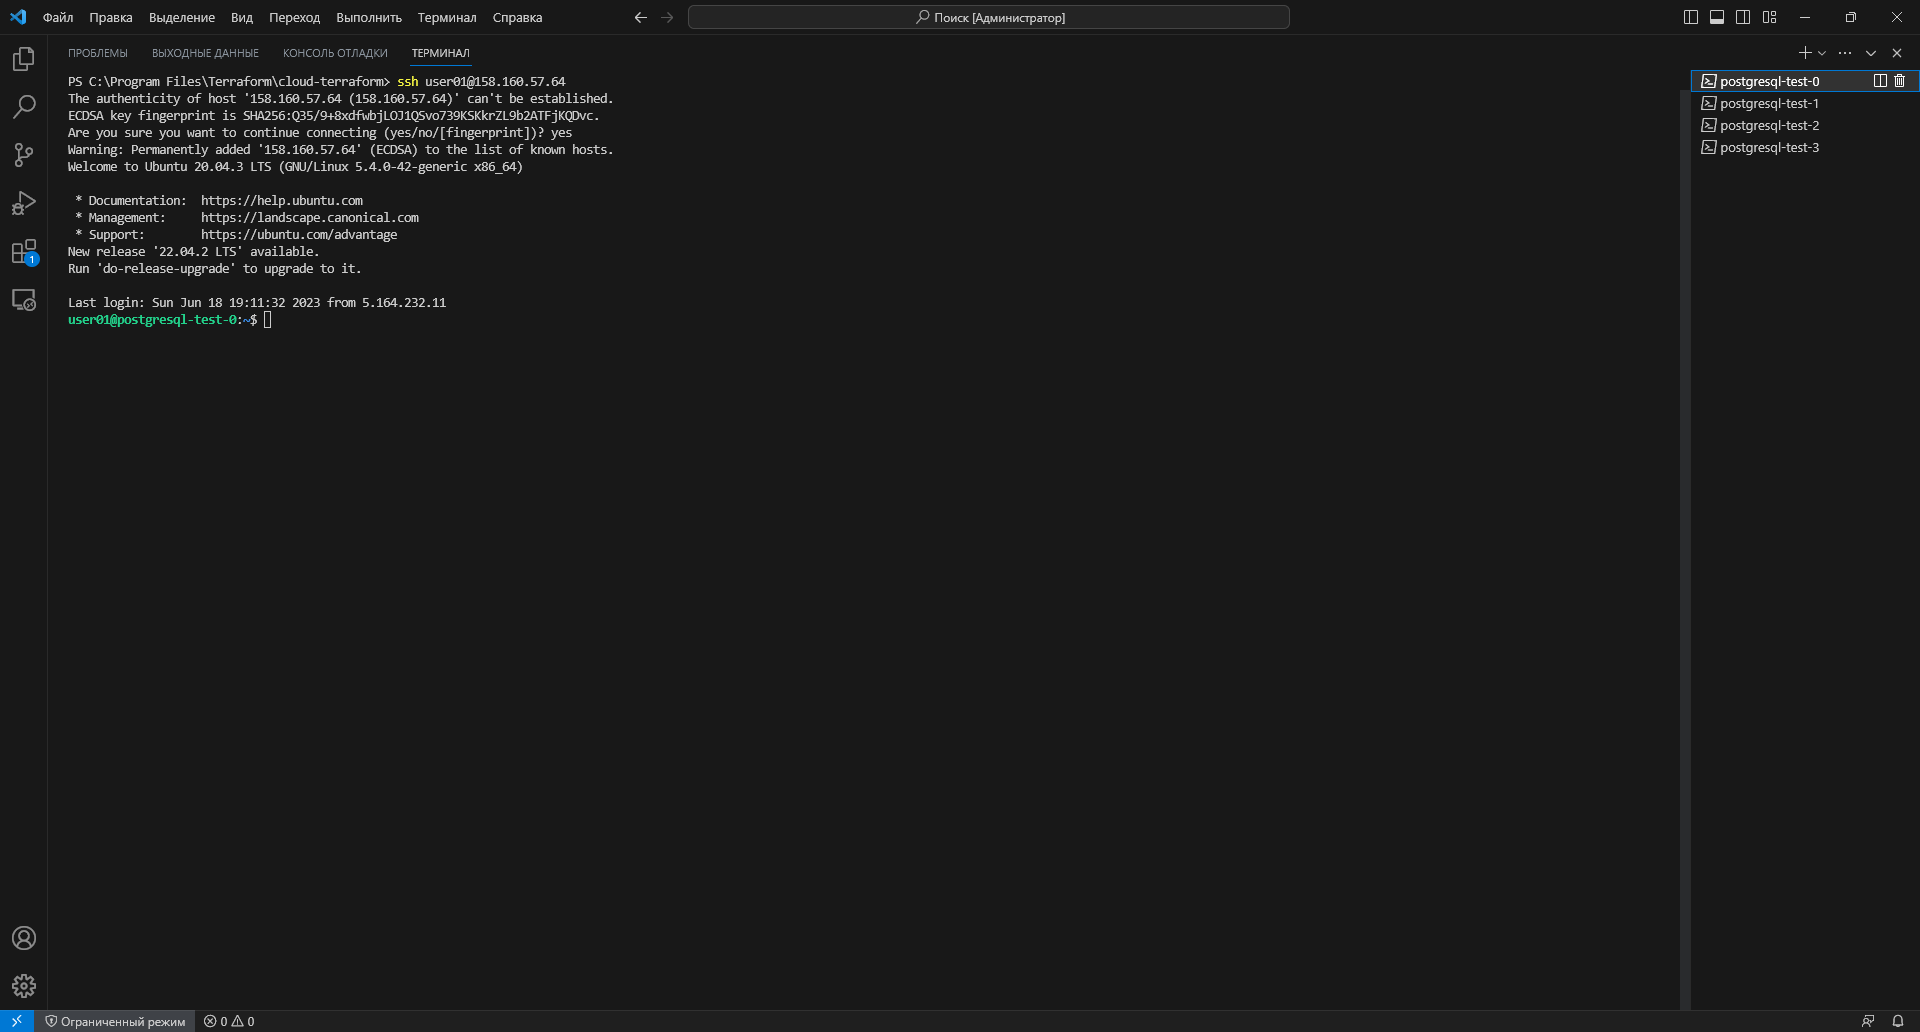 Файл Правка Выделение Вид Переход Выполнить Терминал Справка
Поиск [Администратор]
ПРОБЛЕМЫ ВЫХОДНЫЕ ДАННЫЕ КОНСОЛЬ ОТЛАДКИ ТЕРМИНАЛ
PS C:\Program Files\Terraform\cloud-terraform> ssh user01@158.160.57.64
The authenticity of host '158.160.57.64 (158.160.57.64)' can't be established.
ECDSA key fingerprint is SHA256:Q35/9+8xdfwbjLOJ1QSvo739KSKkrZL9b2ATFjKQDvc.
Are you sure you want to continue connecting (yes/no/[fingerprint])? yes
Warning: Permanently added '158.160.57.64' (ECDSA) to the list of known hosts.
Welcome to Ubuntu 20.04.3 LTS (GNU/Linux 5.4.0-42-generic x86_64)
* Documentation:  https://help.ubuntu.com
* Management:     https://landscape.canonical.com
* Support:        https://ubuntu.com/advantage
New release '22.04.2 LTS' available.
Run 'do-release-upgrade' to upgrade to it.
Last login: Sun Jun 18 19:11:32 2023 from 5.164.232.11
user01@postgresql-test-0:~$
postgresql-test-0
postgresql-test-1
postgresql-test-2
postgresql-test-3
1
Ограниченный режим 0 0